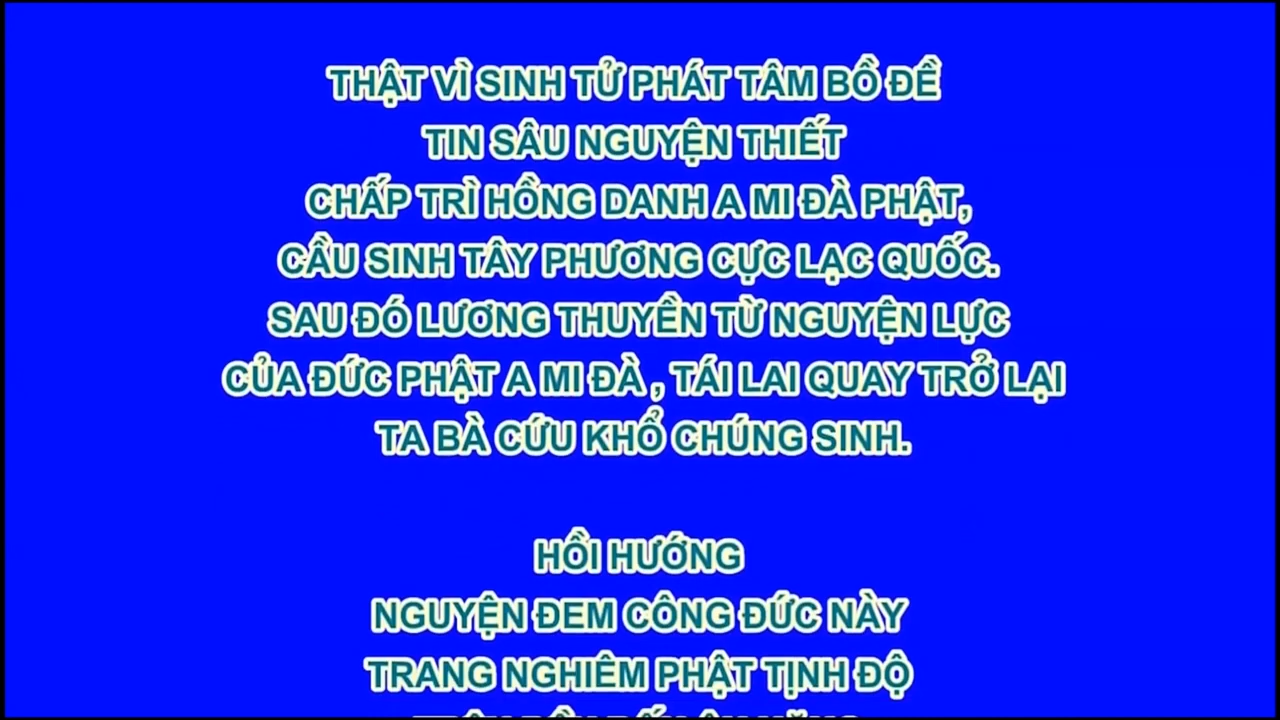 THẬT VÌ SINH TỬ PHÁT TÂM BỒ ĐỀ
TIN SÂU NGUYỆN THIẾT
CHẤP TRÌ HỒNG DANH A MI ĐÀ PHẬT,
CẦU SINH TÂY PHƯƠNG CỰC LẠC QUỐC.
SAU ĐÓ LƯƠNG THUYỀN TỪ NGUYỆN LỰC
CỦA ĐỨC PHẬT A MI ĐÀ , TÁI LAI QUAY TRỞ LẠI
TA BÀ CỨU KHỔ CHÚNG SINH.
HỒI HƯỚNG
NGUYỆN ĐEM CÔNG ĐỨC NÀY
TRANG NGHIÊM PHẬT TỊNH ĐỘ